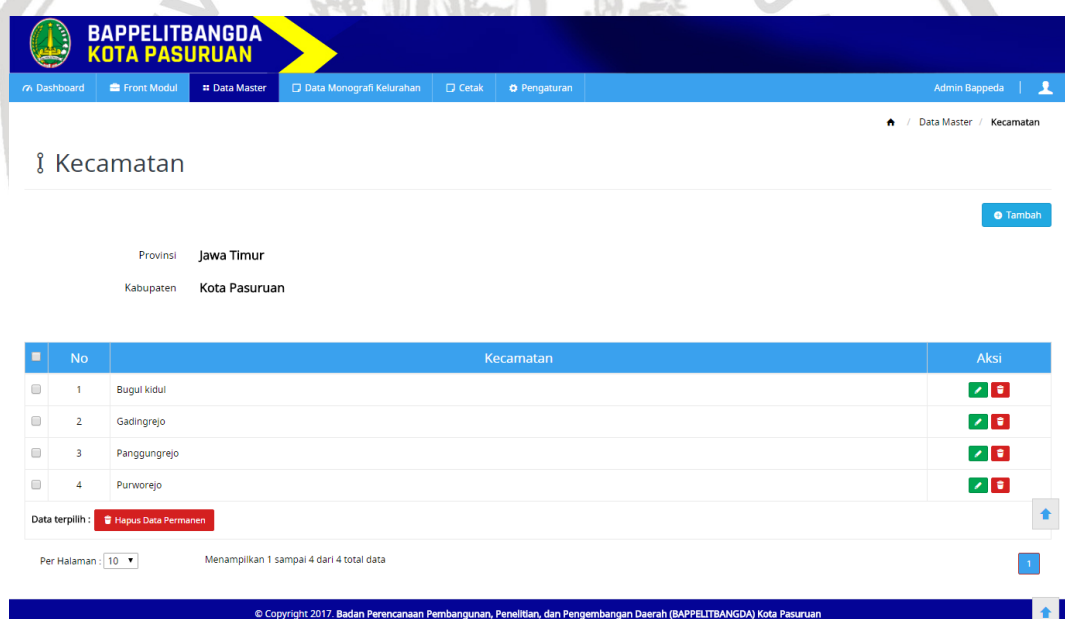 BAPPELITBANGDA
KOTA PASURUAN
Dashboard Front Modul Data Master Data Monografi Kelurahan Cetak Pengaturan Admin Bappeda |
/ Data Master / Kecamatan
Kecamatan
Tambah
Provinsi Jawa Timur
Kabupaten Kota Pasuruan
No Kecamatan Aksi
1 Bugul kidul
2 Gadingrejo
3 Panggungrejo
4 Purworejo
Data terpilih : Hapus Data Permanen
Per Halaman : 10 Menampilkan 1 sampai 4 dari 4 total data 1
© Copyright 2017. Badan Perencanaan Pembangunan, Penelitian, dan Pengembangan Daerah (BAPPELITBANGDA) Kota Pasuruan